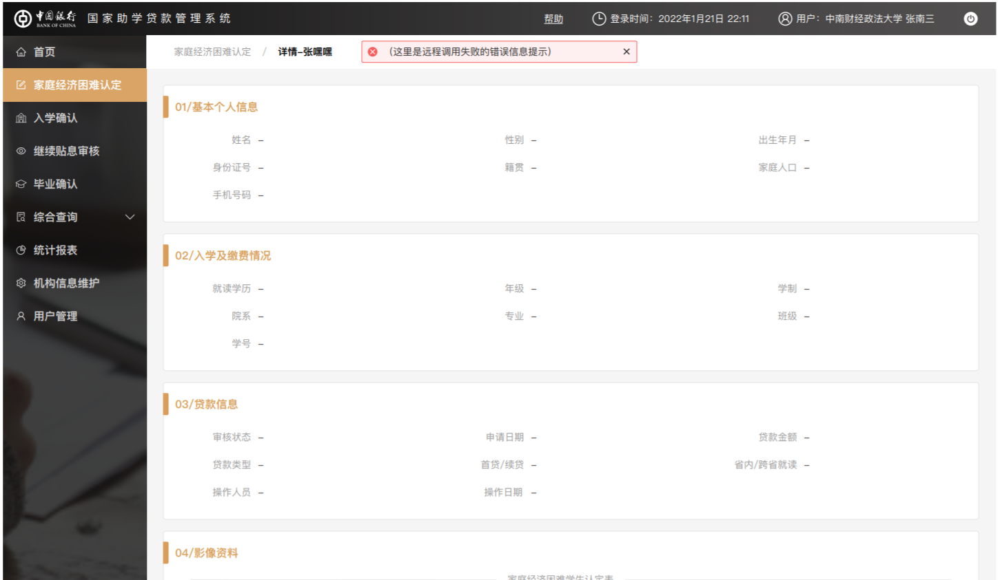 中国银行 国家助学贷款管理系统 帮助 登录时间：2022年1月21日 22:11 用户：中南财经政法大学 张南三
BANK OF CHINA
首页
家庭经济困难认定 / 详情-张嘿嘿 (这里是远程调用失败的错误信息提示)
家庭经济困难认定
入学确认
继续贴息审核
毕业确认
综合查询
统计报表
机构信息维护
用户管理
01/基本个人信息
姓名 – 性别 – 出生年月 –
身份证号 – 籍贯 – 家庭人口 –
手机号码 –
02/入学及缴费情况
就读学历 – 年级 – 学制 –
院系 – 专业 – 班级 –
学号 –
03/贷款信息
审核状态 – 申请日期 – 贷款金额 –
贷款类型 – 首贷/续贷 – 省内/跨省就读 –
操作人员 – 操作日期 –
04/影像资料
家庭经济困难学生认定表